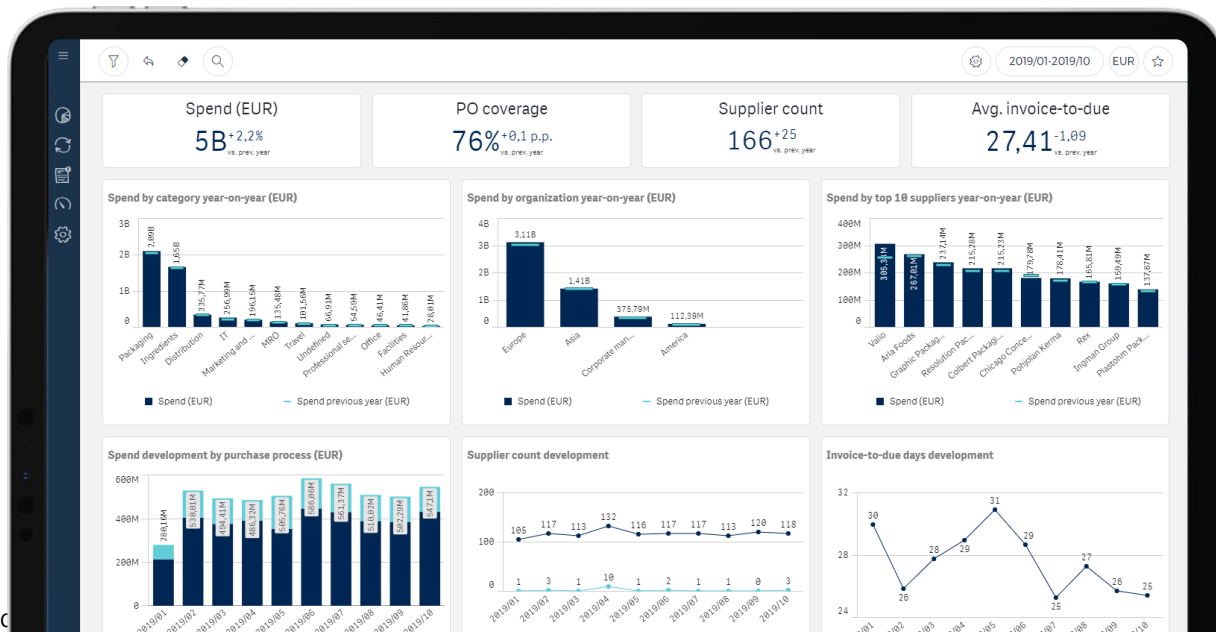 2019/01-2019/10
EUR
Spend (EUR)
5B +2,2%
vs. prev. year
PO coverage
76% +0,1 p.p.
vs. prev. year
Supplier count
166 +25
vs. prev. year
Avg. invoice-to-due
27,41 -1,09
vs. prev. year
Spend by category year-on-year (EUR)
3B
2B
1B
0
2,09B
1,65B
335,77M
256,99M
196,15M
135,48M
101,56M
66,91M
54,59M
46,41M
41,86M
28,01M
Packaging
Ingredients
Distribution
IT
Marketing and ...
MRO
Travel
Undefined
Professional se...
Office
Facilities
Human Resour...
Spend (EUR)
Spend previous year (EUR)
Spend by organization year-on-year (EUR)
4B
3B
2B
1B
0
3,11B
1,41B
375,79M
112,39M
Europe
Asia
Corporate man...
America
Spend (EUR)
Spend previous year (EUR)
Spend by top 10 suppliers year-on-year (EUR)
400M
300M
200M
100M
0
267,01M
237,14M
215,28M
215,23M
179,78M
178,41M
165,81M
159,49M
137,87M
Valio
Arla Foods
Graphic Packag...
Resolution Pac...
Colbert Packagi...
Chicago Conce...
Pohjolan Kerma
Rex
Ingman Group
Plastohm Pack...
Spend (EUR)
Spend previous year (EUR)
Spend development by purchase process (EUR)
600M
400M
200M
0
280,16M
530,01M
494,41M
486,32M
505,76M
586,06M
561,37M
510,02M
502,29M
547,1M
2019/01
2019/02
2019/03
2019/04
2019/05
2019/06
2019/07
2019/08
2019/09
2019/10
Supplier count development
200
100
0
105
117
113
132
116
117
117
113
120
118
1
3
1
10
1
2
1
1
0
3
2019/01
2019/02
2019/03
2019/04
2019/05
2019/06
2019/07
2019/08
2019/09
2019/10
Invoice-to-due days development
32
28
24
30
26
28
29
31
29
25
27
26
25